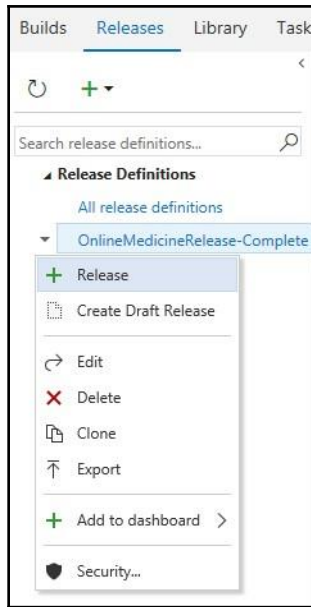 Builds Releases Library Task
Search release definitions...
Release Definitions
All release definitions
OnlineMedicineRelease-Complete
Release
Create Draft Release
Edit
Delete
Clone
Export
Add to dashboard
Security...